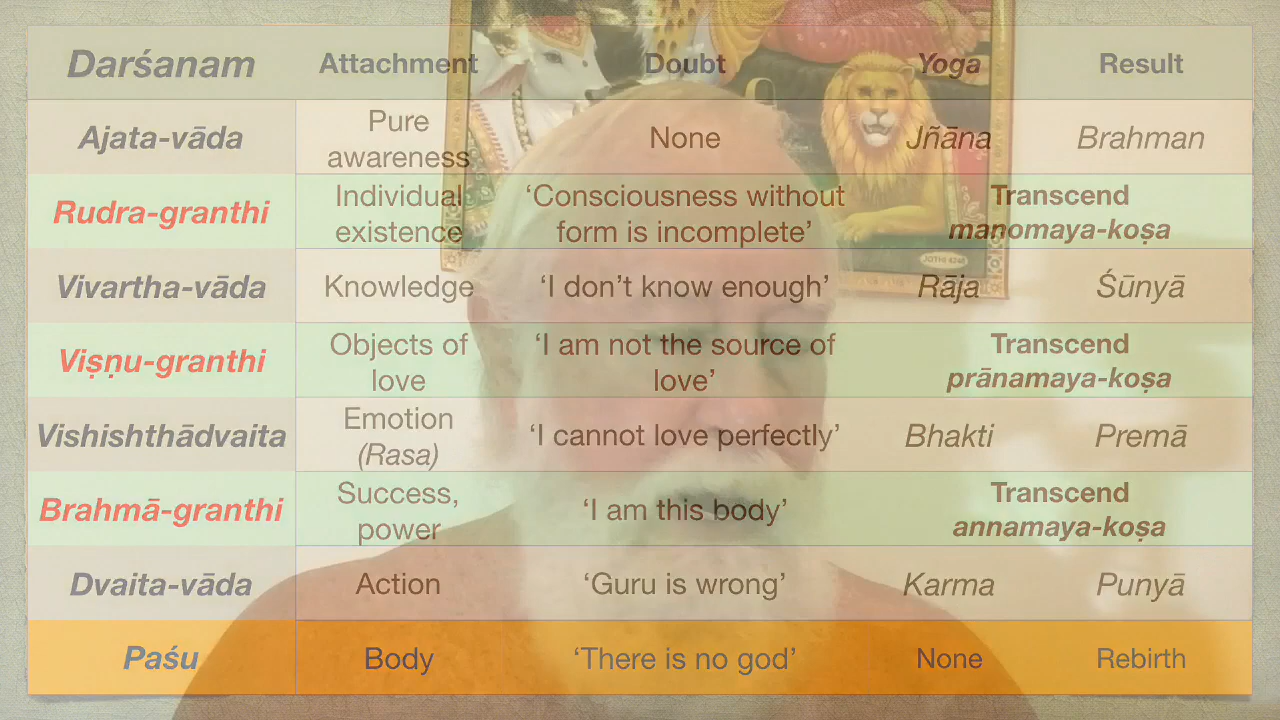 Darśanam Attachment Doubt Yoga Result
Ajata-vāda Pure awareness None Jñāna Brahman
Rudra-granthi Individual existence ‘Consciousness without form is incomplete’ Transcend manomaya-koṣa
Vivartha-vāda Knowledge ‘I don’t know enough’ Rāja Śūnyā
Viṣṇu-granthi Objects of love ‘I am not the source of love’ Transcend prānamaya-koṣa
Vishishthādvaita Emotion (Rasa) ‘I cannot love perfectly’ Bhakti Premā
Brahmā-granthi Success, power ‘I am this body’ Transcend annamaya-koṣa
Dvaita-vāda Action ‘Guru is wrong’ Karma Punyā
Paśu Body ‘There is no god’ None Rebirth
JOTHI 4248